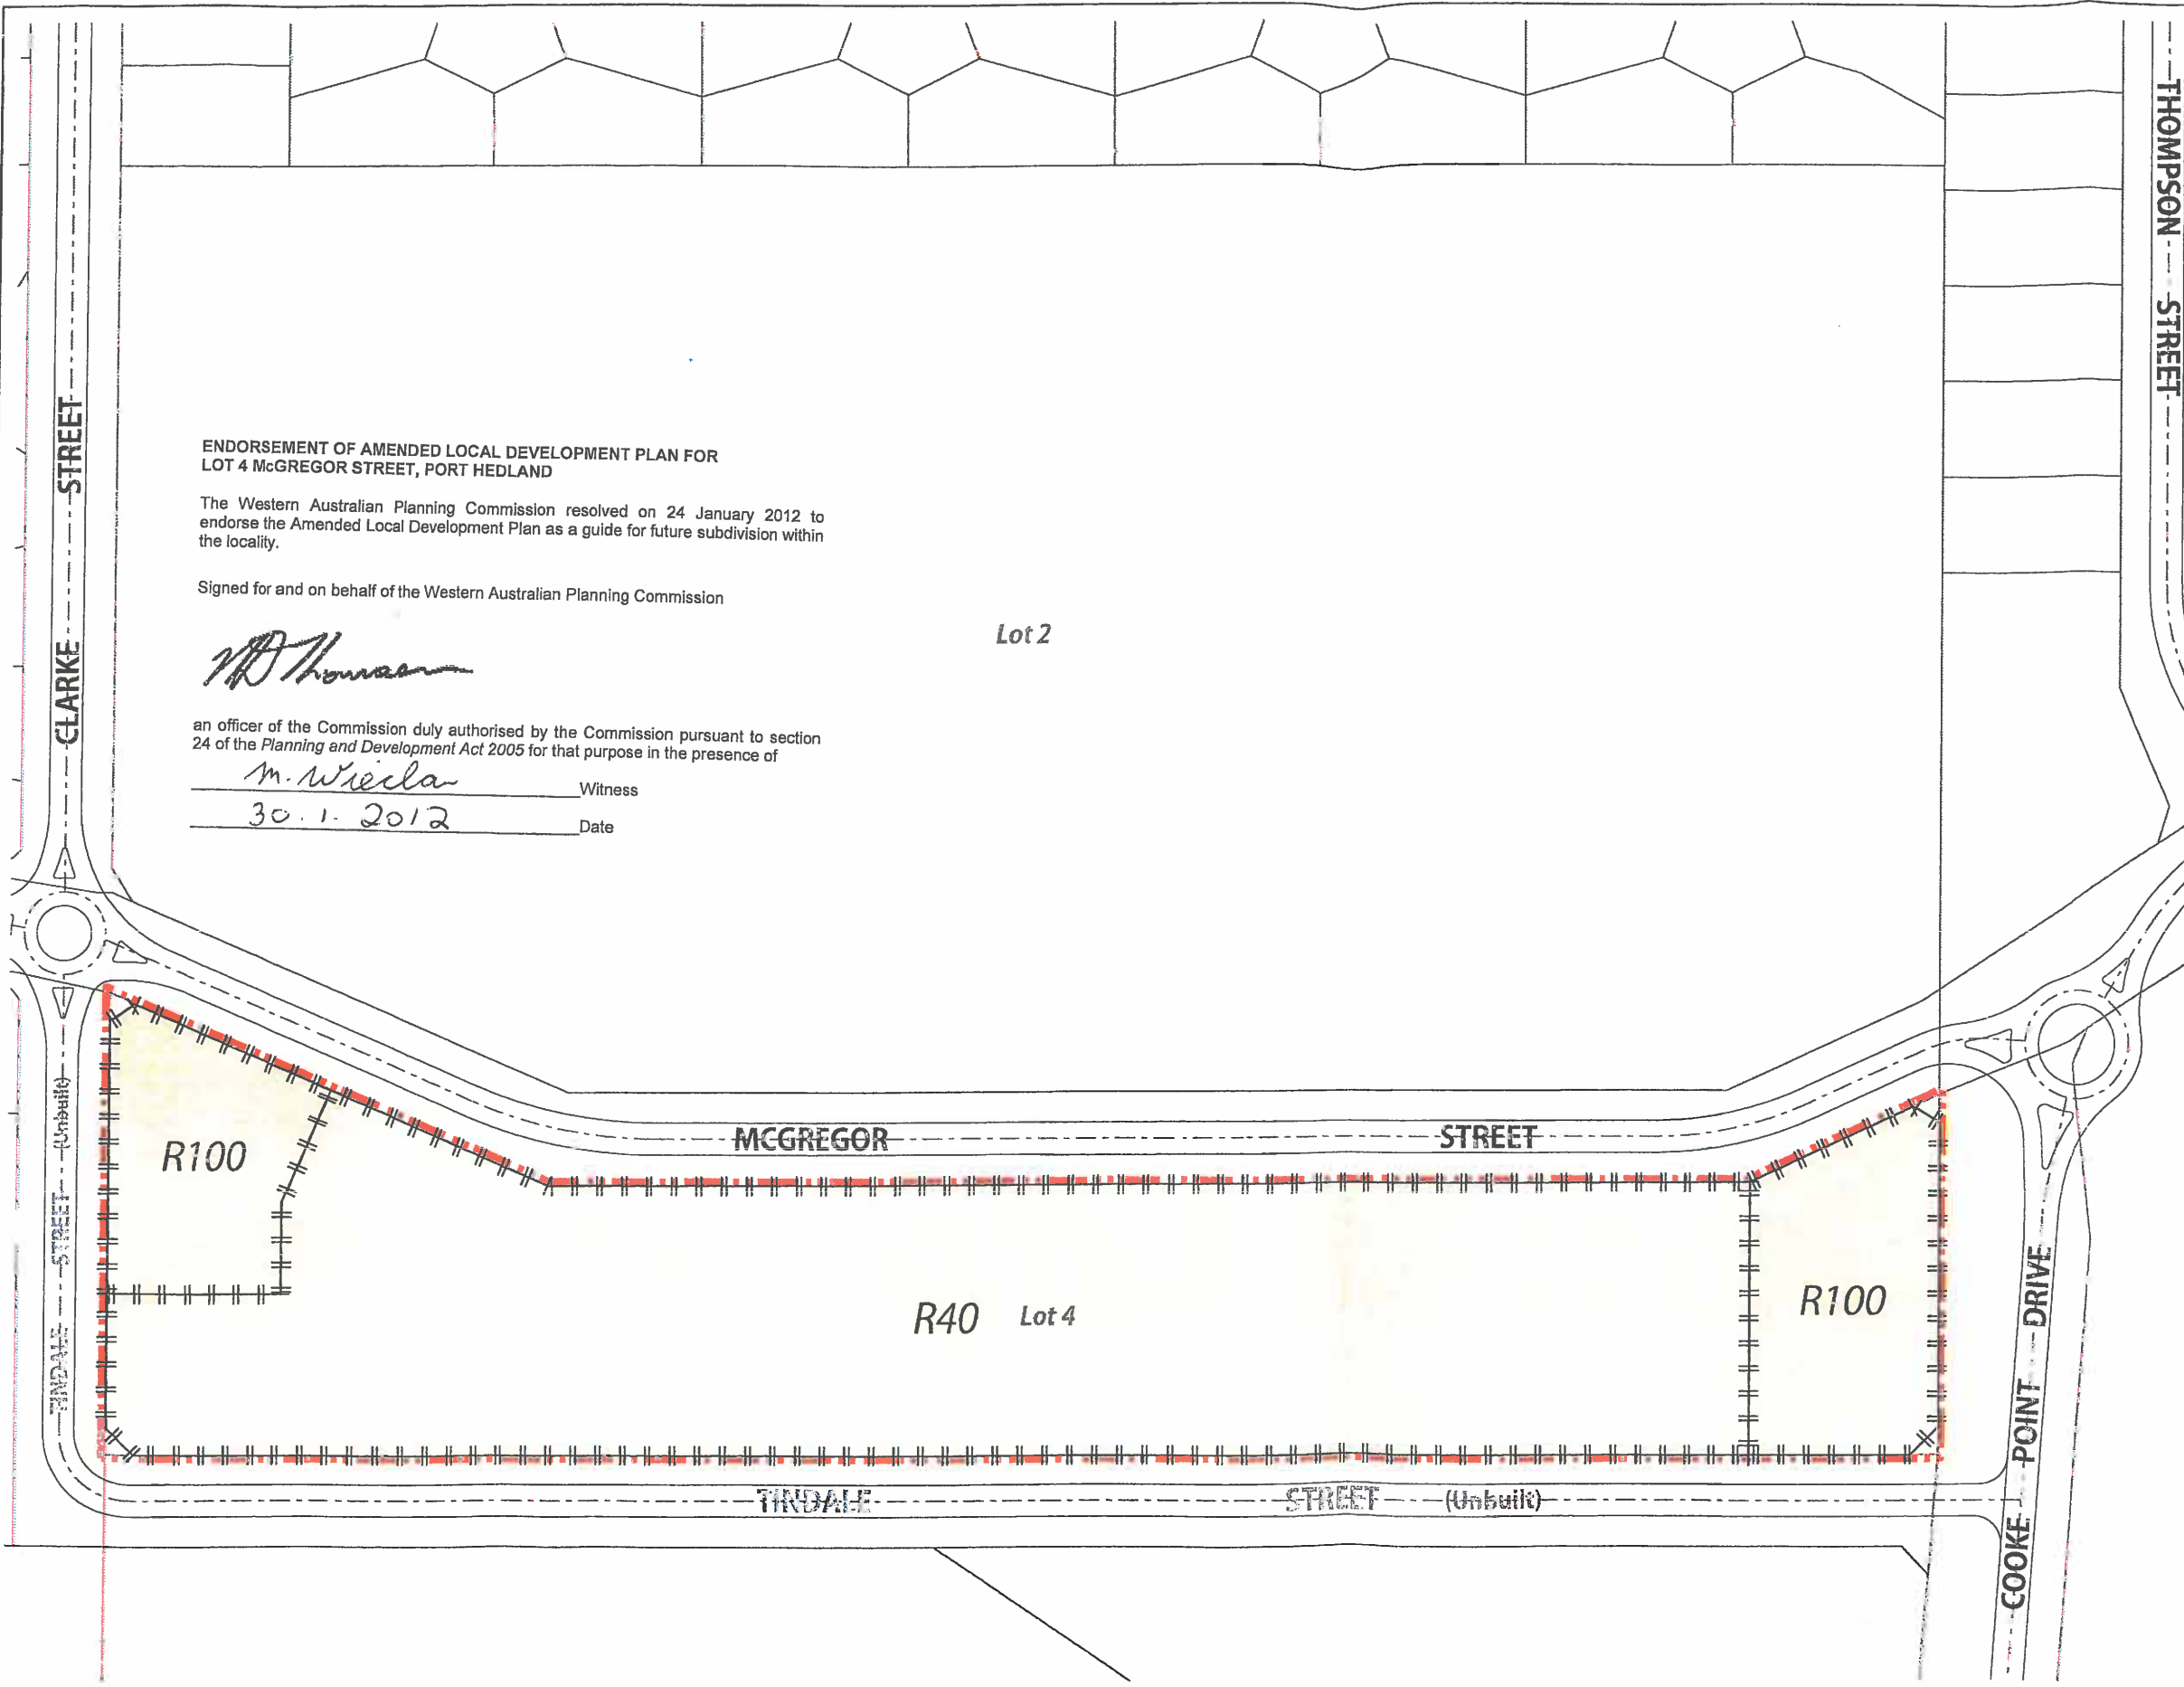 THOMPSON STREET
CLARKE STREET
ENDORSEMENT OF AMENDED LOCAL DEVELOPMENT PLAN FOR
LOT 4 McGREGOR STREET, PORT HEDLAND
The Western Australian Planning Commission resolved on 24 January 2012 to
endorse the Amended Local Development Plan as a guide for future subdivision within
the locality.
Signed for and on behalf of the Western Australian Planning Commission
Lot 2
an officer of the Commission duly authorised by the Commission pursuant to section
24 of the Planning and Development Act 2005 for that purpose in the presence of
Witness
30.1.2012
Date
TINDALE STREET (Unbuilt)
R100
MCGREGOR STREET
R40 Lot 4
R100
COOKE POINT DRIVE
TINDALE STREET (Unbuilt)